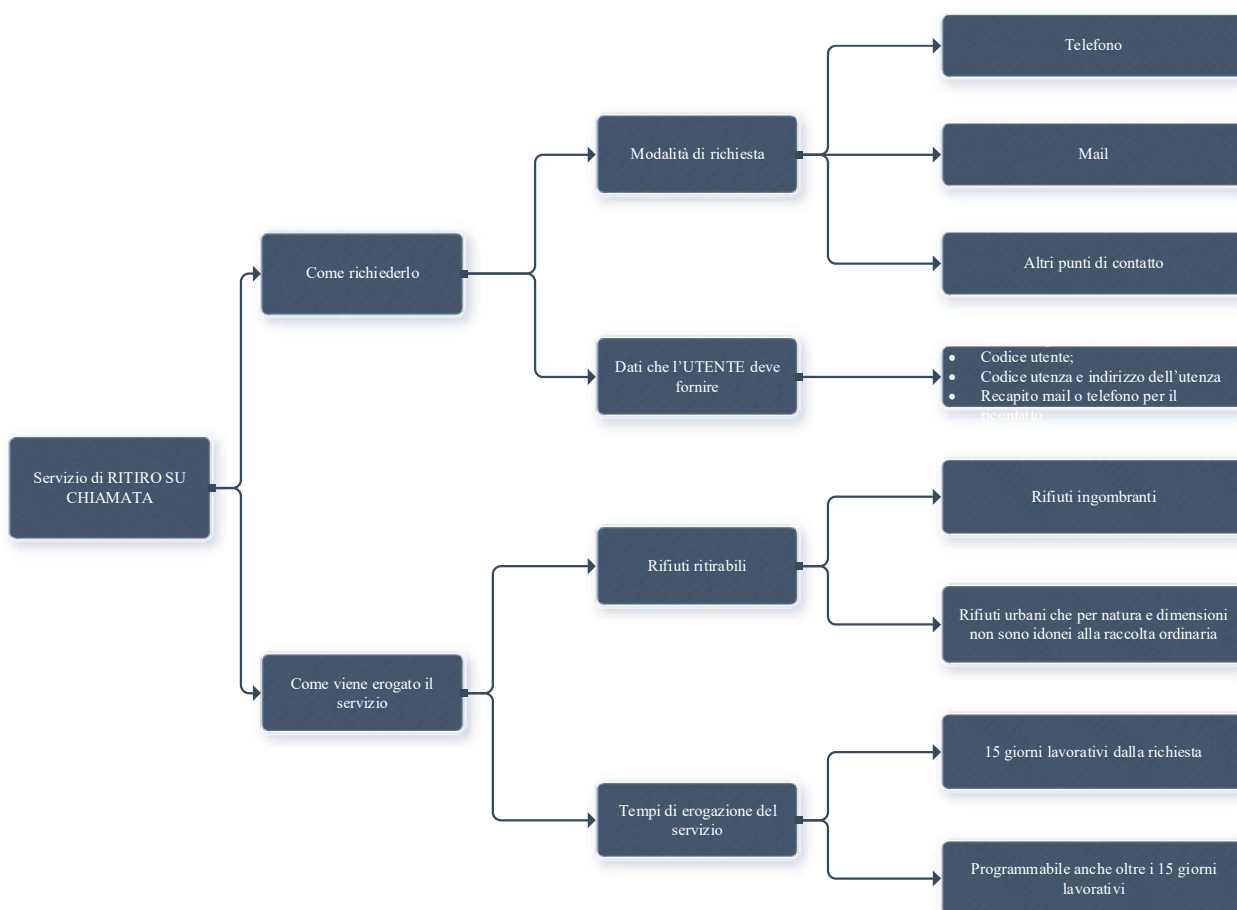 Telefono
Modalità di richiesta
Mail
Come richiederlo
Altri punti di contatto
Dati che l'UTENTE deve
fornire
Codice utente;
Codice utenza e indirizzo dell'utenza
Recapito mail o telefono per il
ricontatto
Servizio di RITIRO SU
CHIAMATA
Rifiuti ritirabili
Rifiuti ingombranti
Rifiuti urbani che per natura e dimensioni
non sono idonei alla raccolta ordinaria
Come viene erogato il
servizio
15 giorni lavorativi dalla richiesta
Tempi di erogazione del
servizio
Programmabile anche oltre i 15 giorni
lavorativi